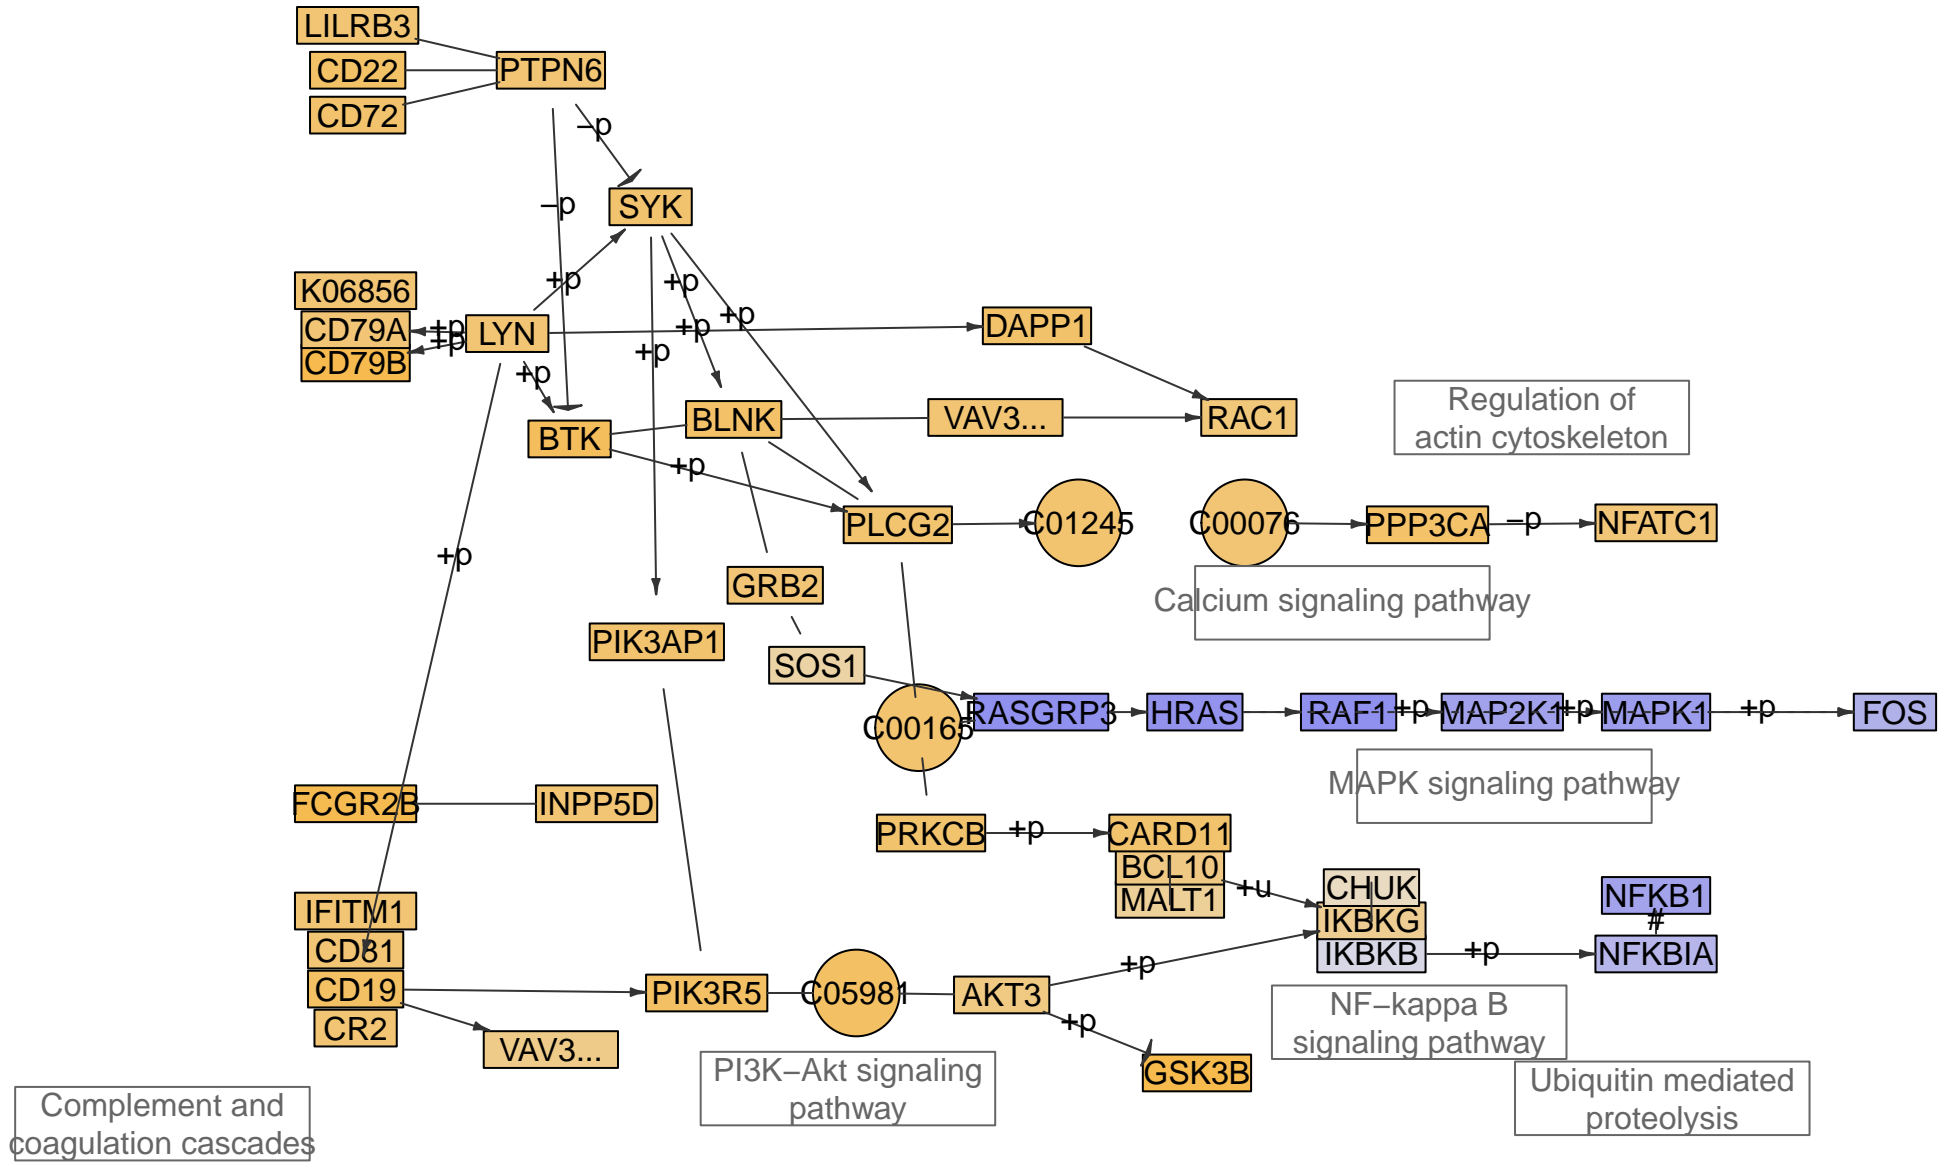 LILRB3
CD22
PTPN6
CD72
–p
SYK
–p
K06856
+p
+p
CD79A
+p
LYN
+p
+p
DAPP1
CD79B
+p
+p
+p
BTK
BLNK
VAV3...
RAC1
Regulation of
actin cytoskeleton
+p
PLCG2
C01245
C00076
PPP3CA
–p
NFATC1
+p
GRB2
Calcium signaling pathway
PIK3AP1
SOS1
C00165
RASGRP3
HRAS
RAF1
+p
MAP2K1
+p
MAPK1
+p
FOS
MAPK signaling pathway
FCGR2B
INPP5D
PRKCB
+p
CARD11
BCL10
MALT1
+u
CHUK
IKBKG
IKBKB
NFKB1
#
+p
NFKBIA
IFITM1
CD81
CD19
CR2
VAV3...
PIK3R5
C05981
AKT3
+p
+p
GSK3B
NF–kappa B
signaling pathway
PI3K–Akt signaling
pathway
Ubiquitin mediated
proteolysis
Complement and
coagulation cascades